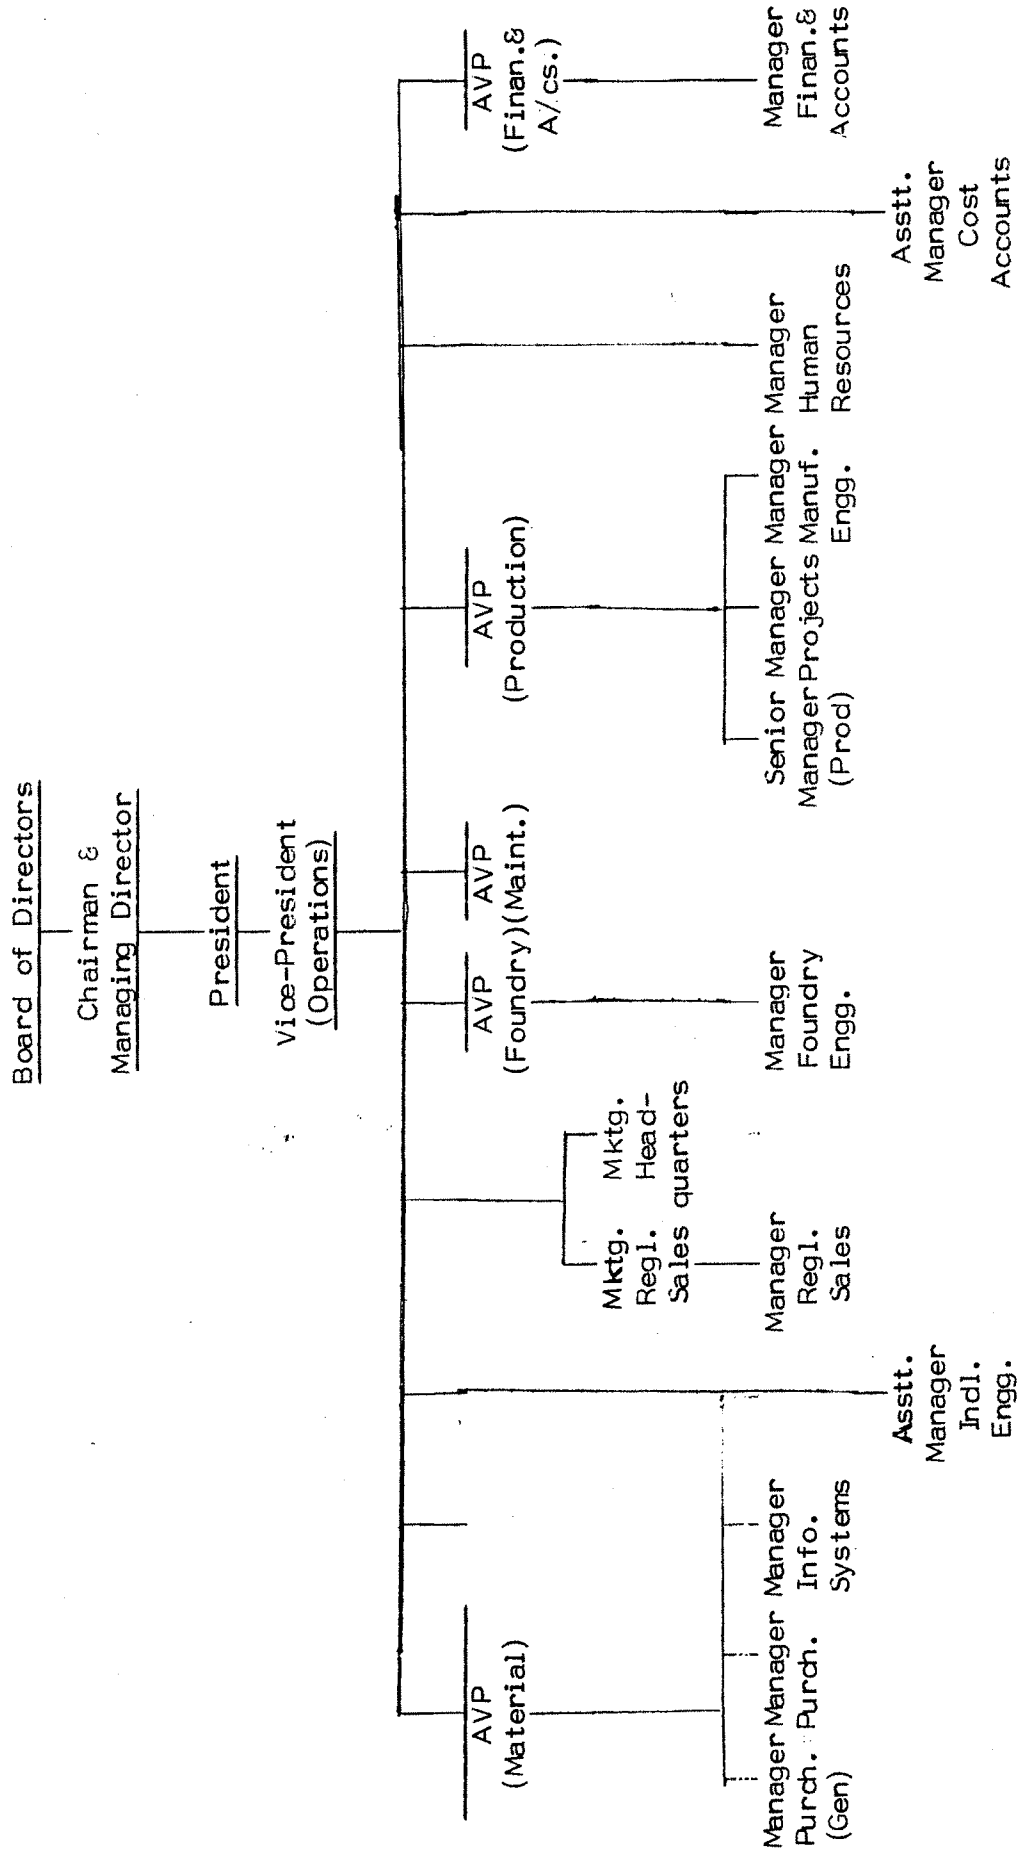 Board of Directors
Chairman &
Managing Director
President
Vice-President
(Operations)
AVP
(Material)
AVP
(Foundry)
AVP
(Maint.)
AVP
(Production)
AVP
(Finan.&
A/cs.)
Mktg.
Regl.
Sales
Mktg.
Head-
quarters
Manager
Purch.
(Gen)
Manager
Purch.
Manager
Info.
Systems
Manager
Regl.
Sales
Manager
Foundry
Engg.
Senior
Manager
(Prod)
Manager
Projects
Manager
Manuf.
Engg.
Manager
Human
Resources
Manager
Finan.&
Accounts
Asstt.
Manager
Indl.
Engg.
Asstt.
Manager
Cost
Accounts